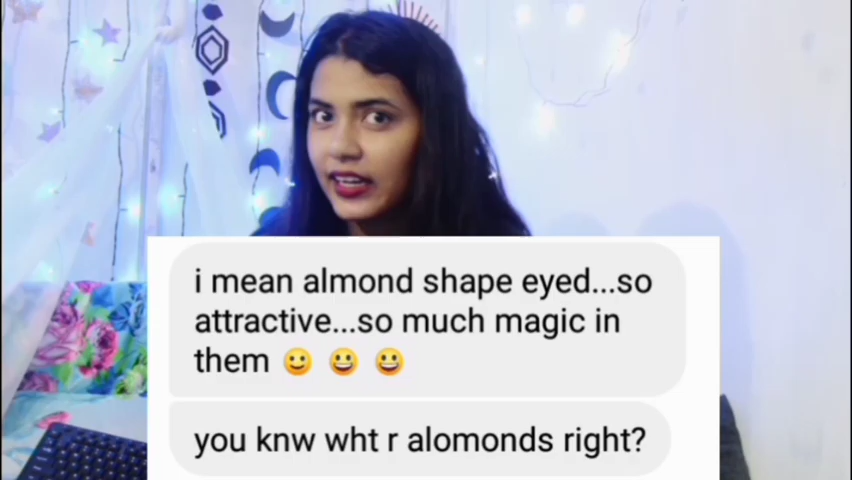 i mean almond shape eyed...so
attractive...so much magic in
them 🙂 😀 😀
you knw wht r alomonds right?